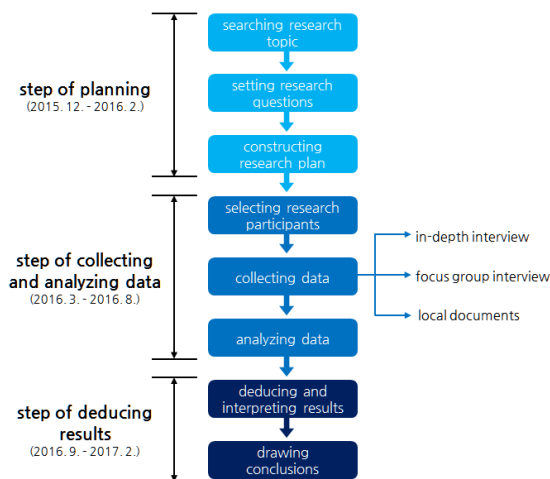 searching research
topic
setting research
questions
step of planning
(2015. 12. - 2016. 2.)
constructing
research plan
selecting research
participants
step of collecting
and analyzing data
(2016. 3. - 2016. 8.)
collecting data
in-depth interview
focus group interview
local documents
analyzing data
deducing and
interpreting results
step of deducing
results
(2016. 9. - 2017. 2.)
drawing
conclusions